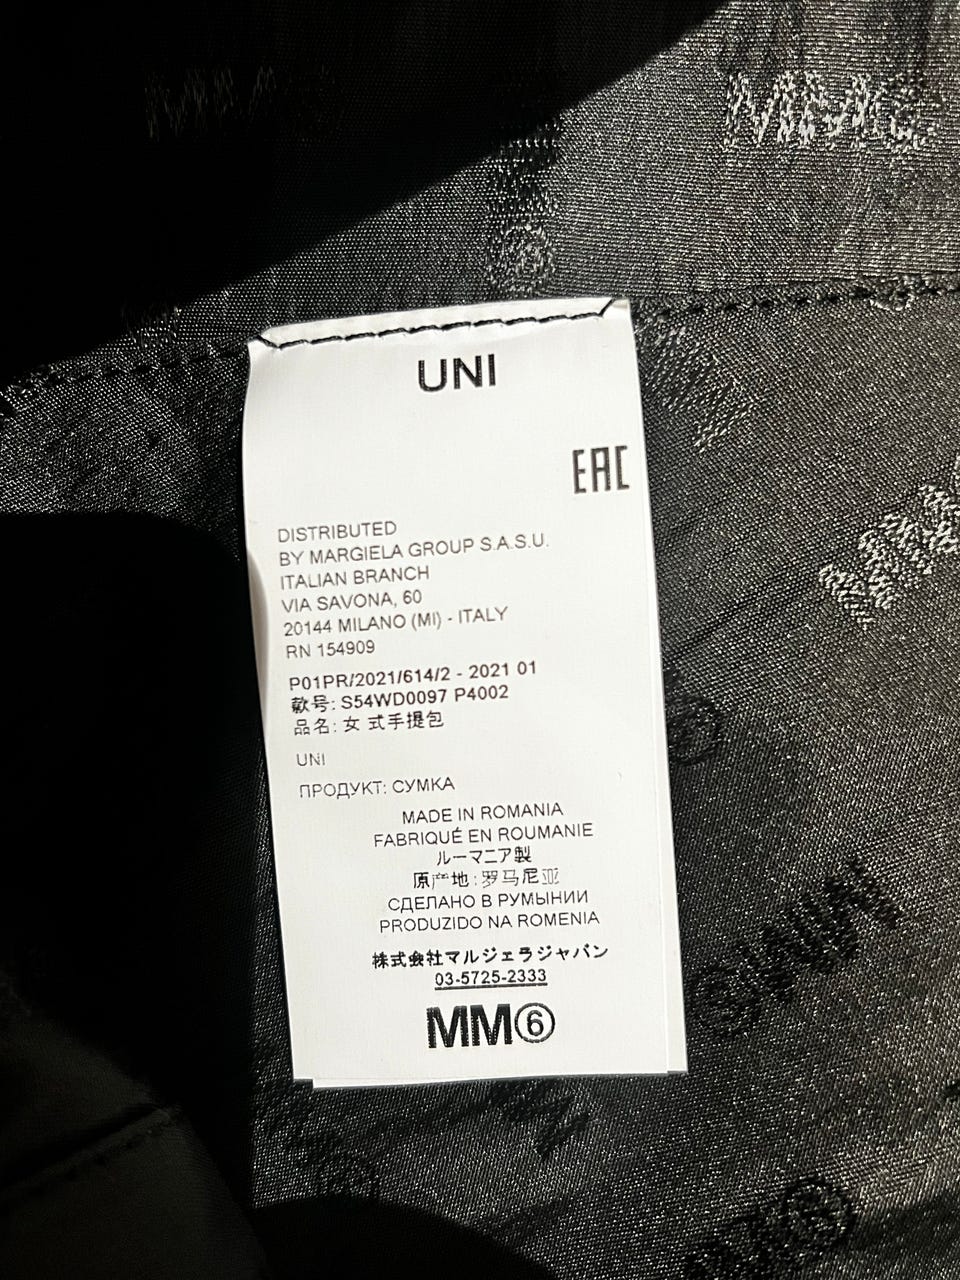 MM6
UNI
EAC
DISTRIBUTED
BY MARGIELA GROUP S.A.S.U.
ITALIAN BRANCH
VIA SAVONA, 60
20144 MILANO (MI) - ITALY
RN 154909
P01PR/2021/614/2 - 2021 01
款号: S54WD0097 P4002
品名: 女 式手提包
UNI
ПРОДУКТ: СУМКА
MADE IN ROMANIA
FABRIQUÉ EN ROUMANIE
ルーマニア製
原产地: 罗马尼亚
СДЕЛАНО В РУМЫНИИ
PRODUZIDO NA ROMENIA
株式会社マルジェラジャパン
03-5725-2333
MM⑥